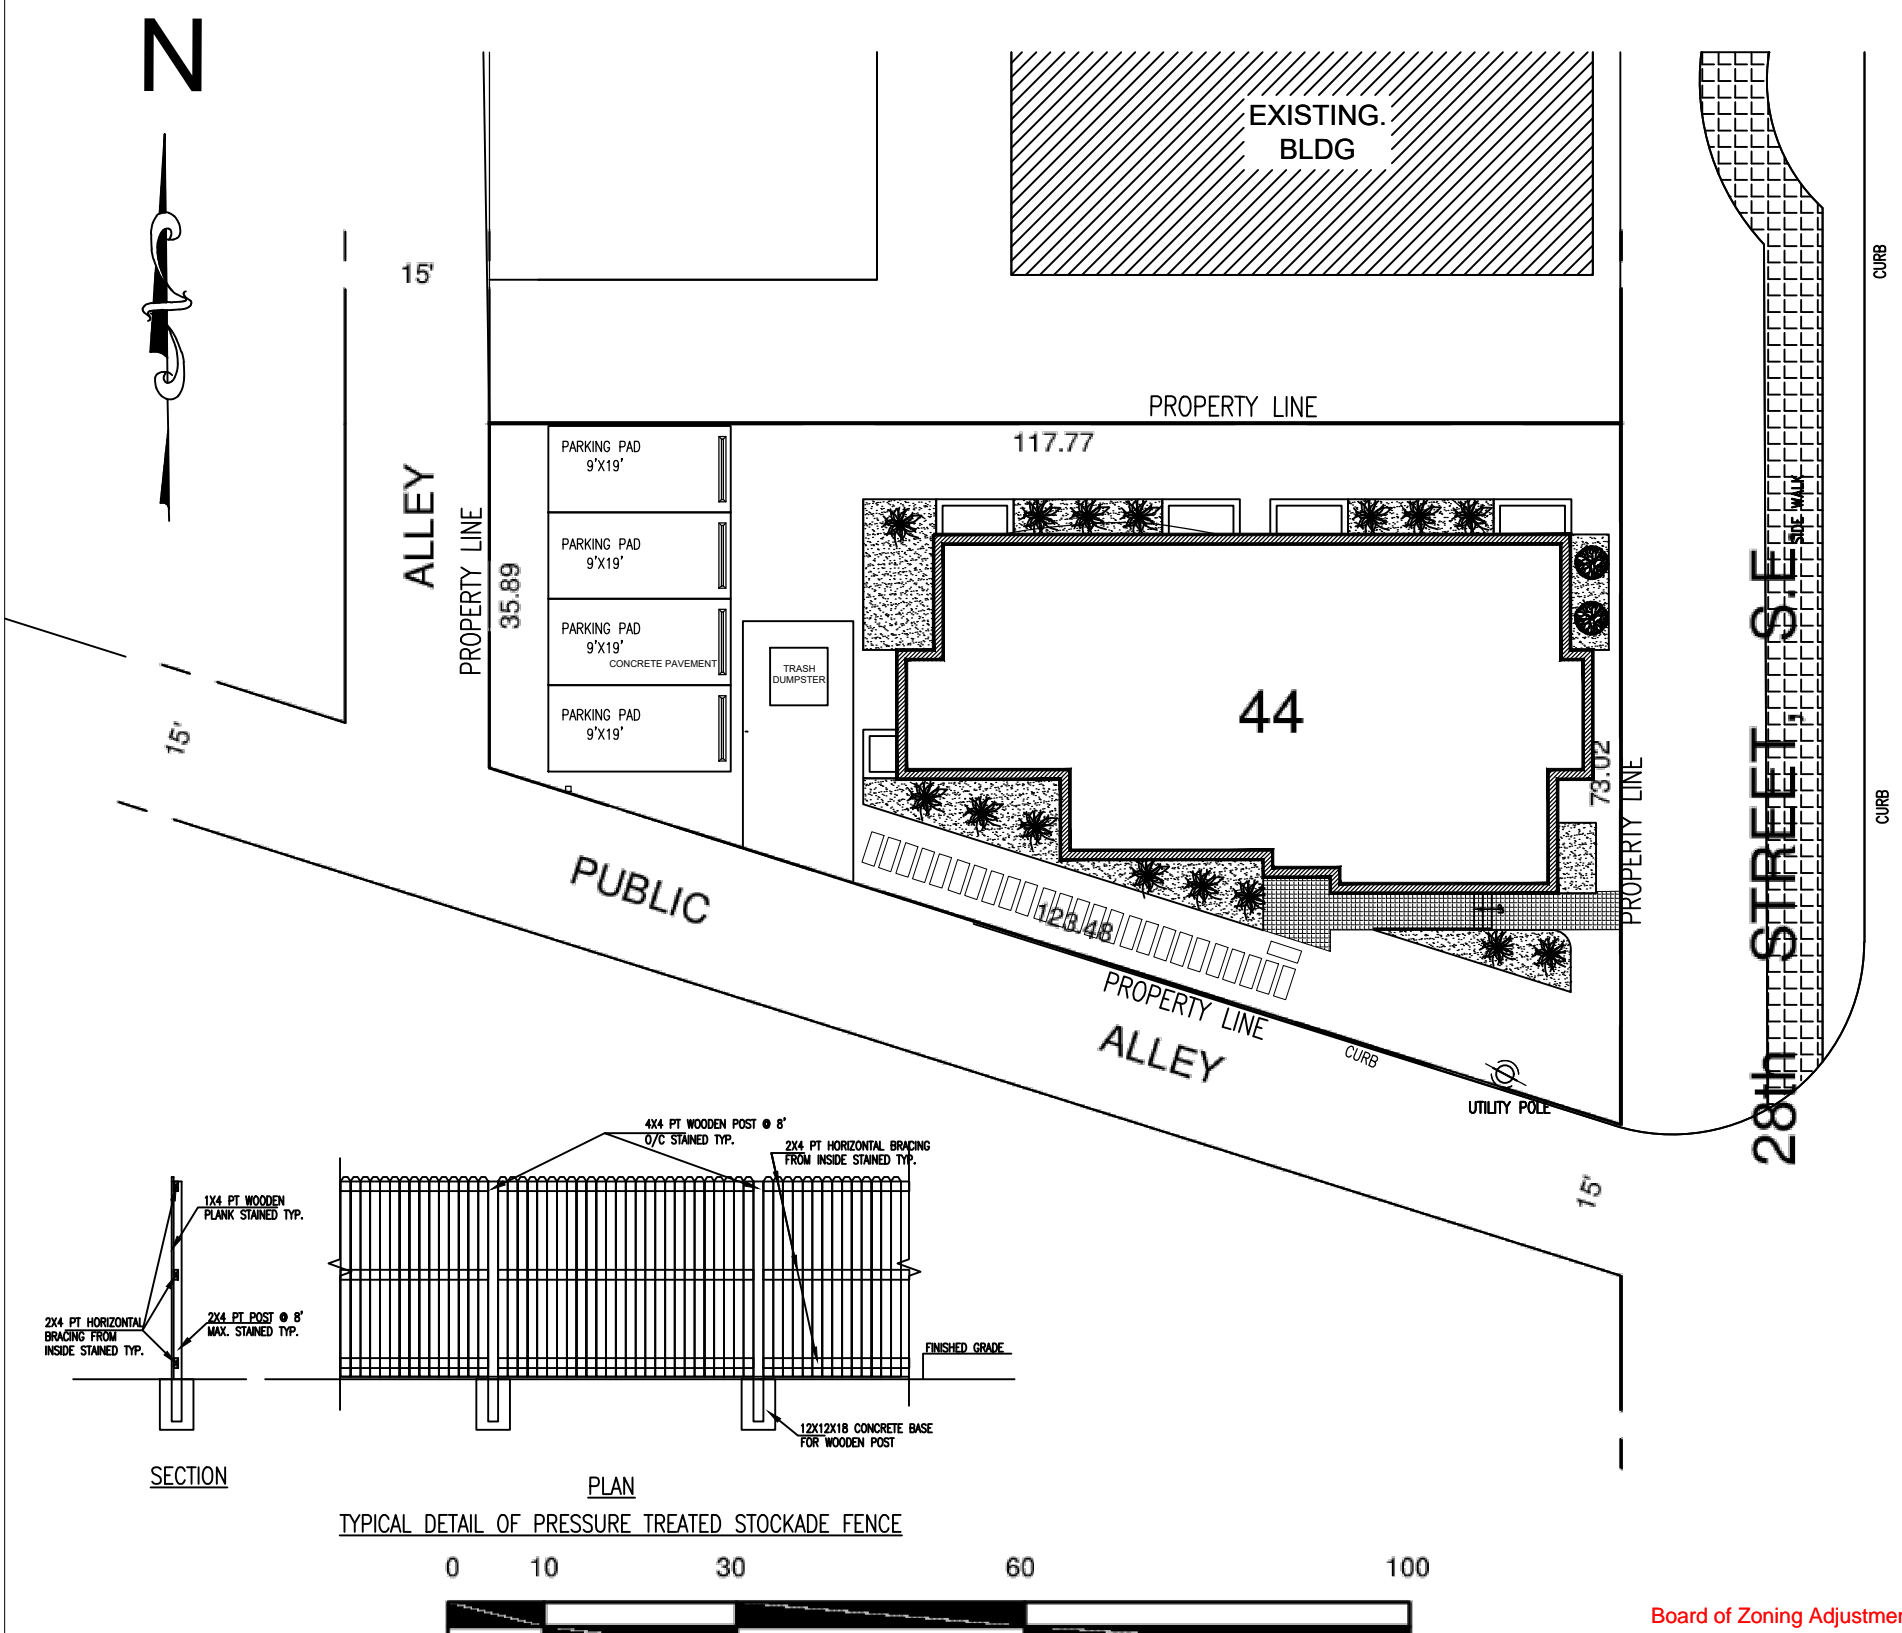 N
EXISTING.
BLDG
15'
CURB
PROPERTY LINE
117.77
ALLEY
PROPERTY LINE
35.89
PARKING PAD
9'X19'
PARKING PAD
9'X19'
PARKING PAD
9'X19'
CONCRETE PAVEMENT
PARKING PAD
9'X19'
TRASH
DUMPSTER
44
SIDE WALK
28th STREET, S.E
73.02
PROPERTY LINE
CURB
15'
PUBLIC
123.48
PROPERTY LINE
ALLEY
CURB
UTILITY POLE
15'
4X4 PT WOODEN POST @ 8'
O/C STAINED TYP.
2X4 PT HORIZONTAL BRACING
FROM INSIDE STAINED TYP.
1X4 PT WOODEN
PLANK STAINED TYP.
2X4 PT HORIZONTAL
BRACING FROM
INSIDE STAINED TYP.
2X4 PT POST @ 8'
MAX. STAINED TYP.
FINISHED GRADE
12X12X18 CONCRETE BASE
FOR WOODEN POST
SECTION
PLAN
TYPICAL DETAIL OF PRESSURE TREATED STOCKADE FENCE
0 10 30 60 100
Board of Zoning Adjustmen